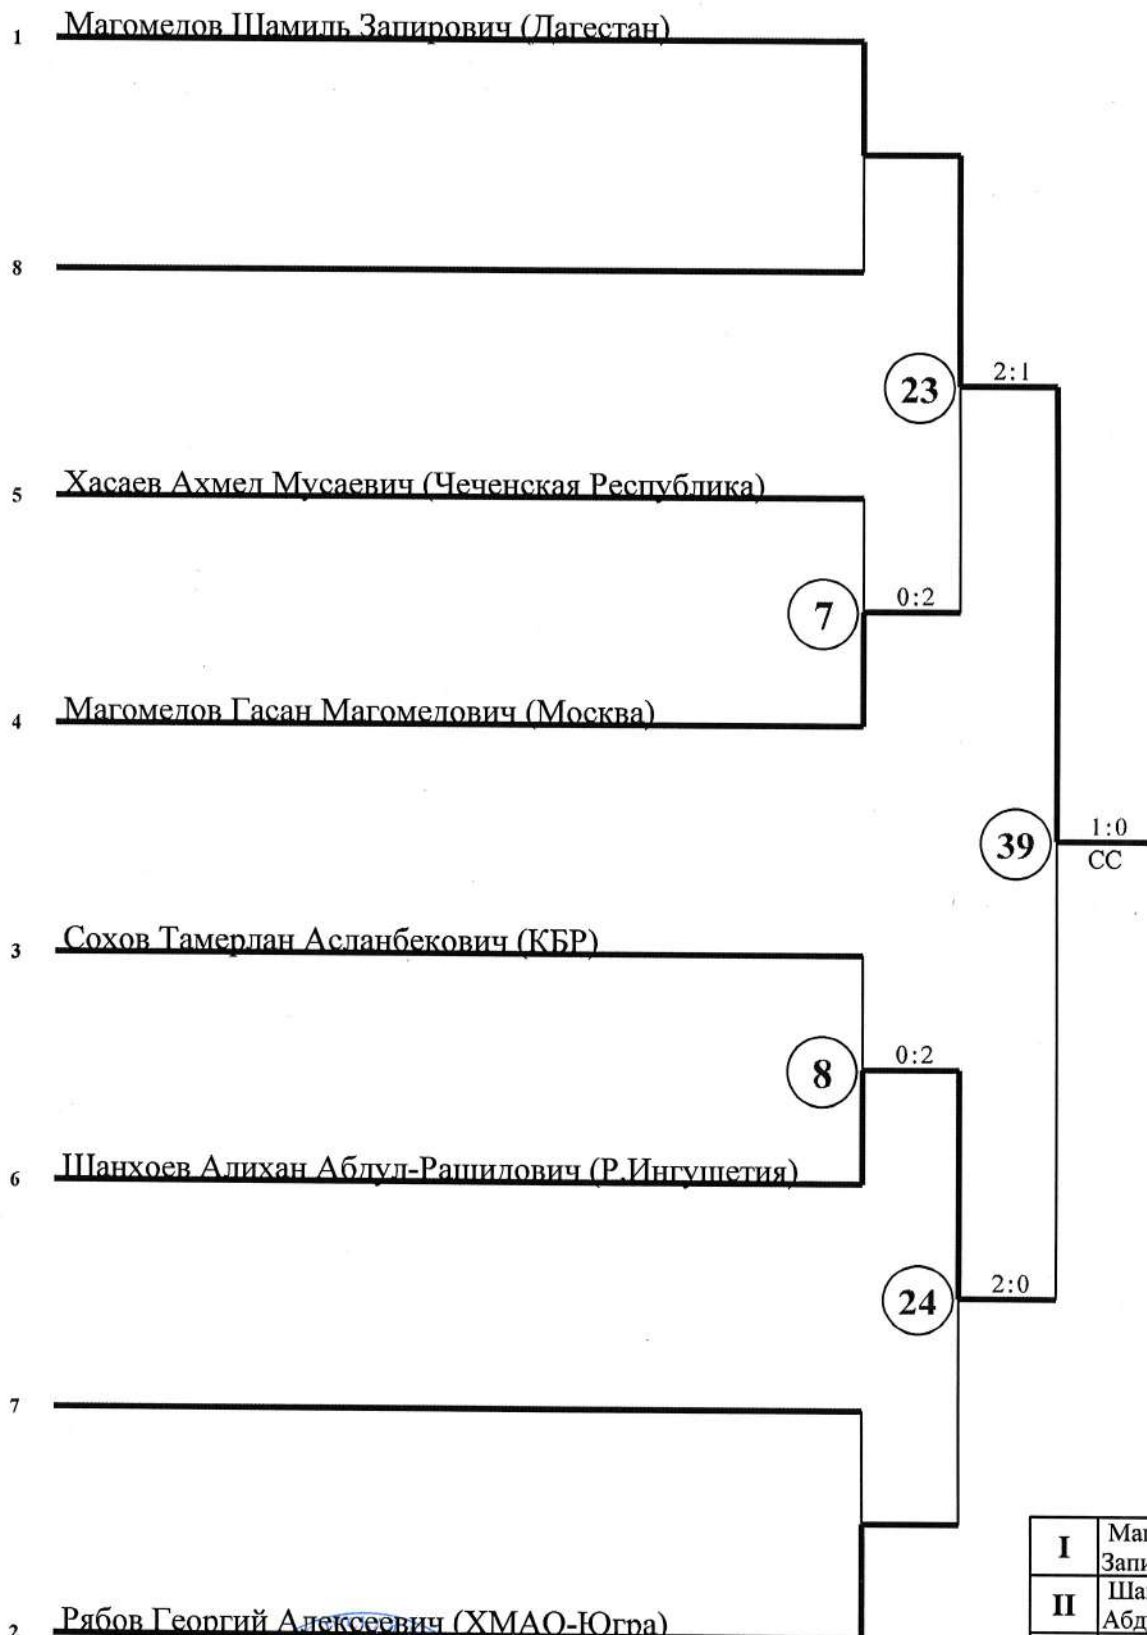 1 Магомедов Шамиль Запирович (Дагестан)
8
23
2:1
5 Хасаев Ахмед Мусаевич (Чеченская Республика)
7
0:2
4 Магомедов Гасан Магомедович (Москва)
39
1:0
СС
3 Сохов Тамерлан Асланбекович (КБР)
8
0:2
6 Шанхоев Алихан Абдул-Рашидович (Р.Ингушетия)
24
2:0
7
I Маг
Запи
II Шан
Абд
2 Рябов Георгий Алексеевич (ХМАО-Югра)